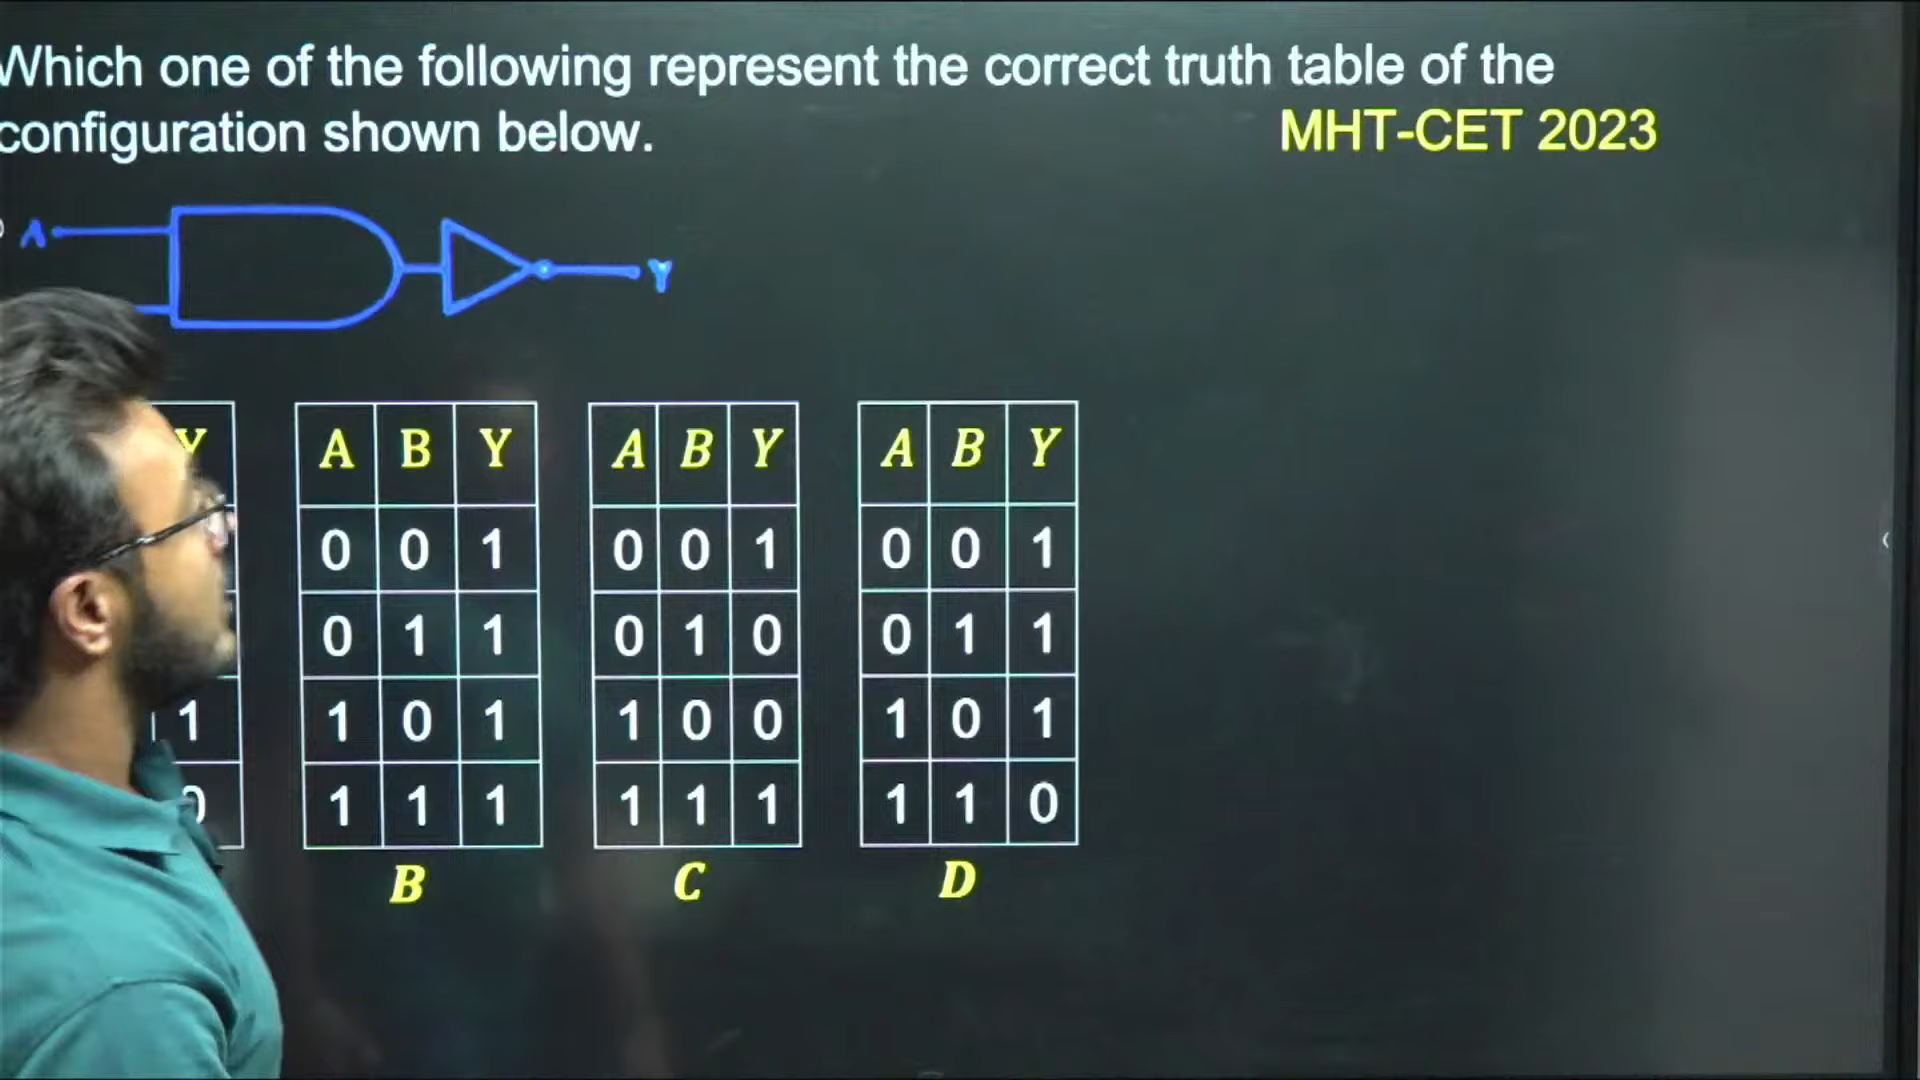 Which one of the following represent the correct truth table of the
configuration shown below.
MHT-CET 2023
A
Y
Y
1
0
A B Y
0 0 1
0 1 1
1 0 1
1 1 1
B
A B Y
0 0 1
0 1 0
1 0 0
1 1 1
C
A B Y
0 0 1
0 1 1
1 0 1
1 1 0
D